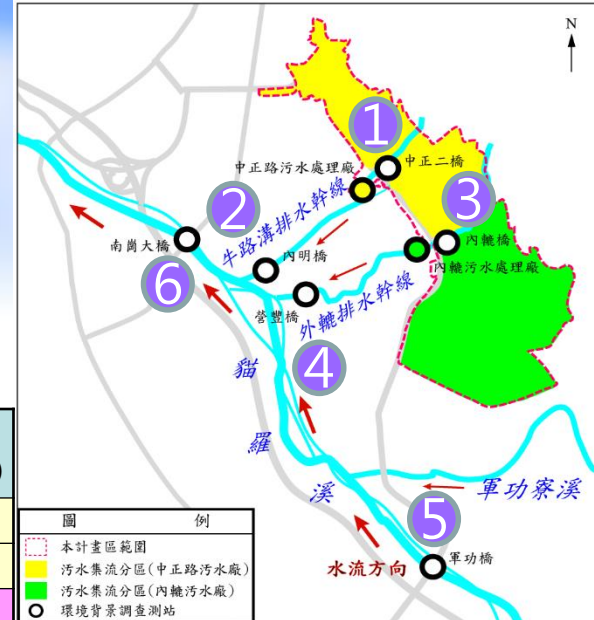 N
1
中正路污水處理廠
中正二橋
2
3
牛路溝排水幹線
南崗大橋
內轆橋
內明橋
內轆污水處理廠
6
營豐橋
外轆排水幹線
4
貓羅溪
軍功寮溪
5
水流方向
軍功橋
圖 例
本計畫區範圍
污水集流分區(中正路污水廠)
污水集流分區(內轆污水廠)
環境背景調查測站
)